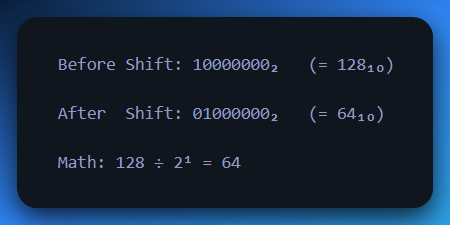 Before Shift: 10000000₂   (= 128₁₀)
After  Shift: 01000000₂   (= 64₁₀)
Math: 128 ÷ 2¹ = 64